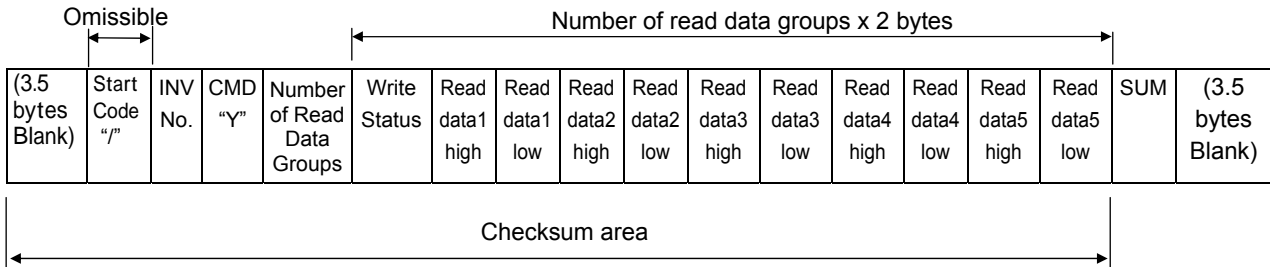 Omissible
Number of read data groups x 2 bytes
(3.5 bytes Blank)
Start Code “/”
INV No.
CMD “Y”
Number of Read Data Groups
Write Status
Read data1 high
Read data1 low
Read data2 high
Read data2 low
Read data3 high
Read data3 low
Read data4 high
Read data4 low
Read data5 high
Read data5 low
SUM
(3.5 bytes Blank)
Checksum area